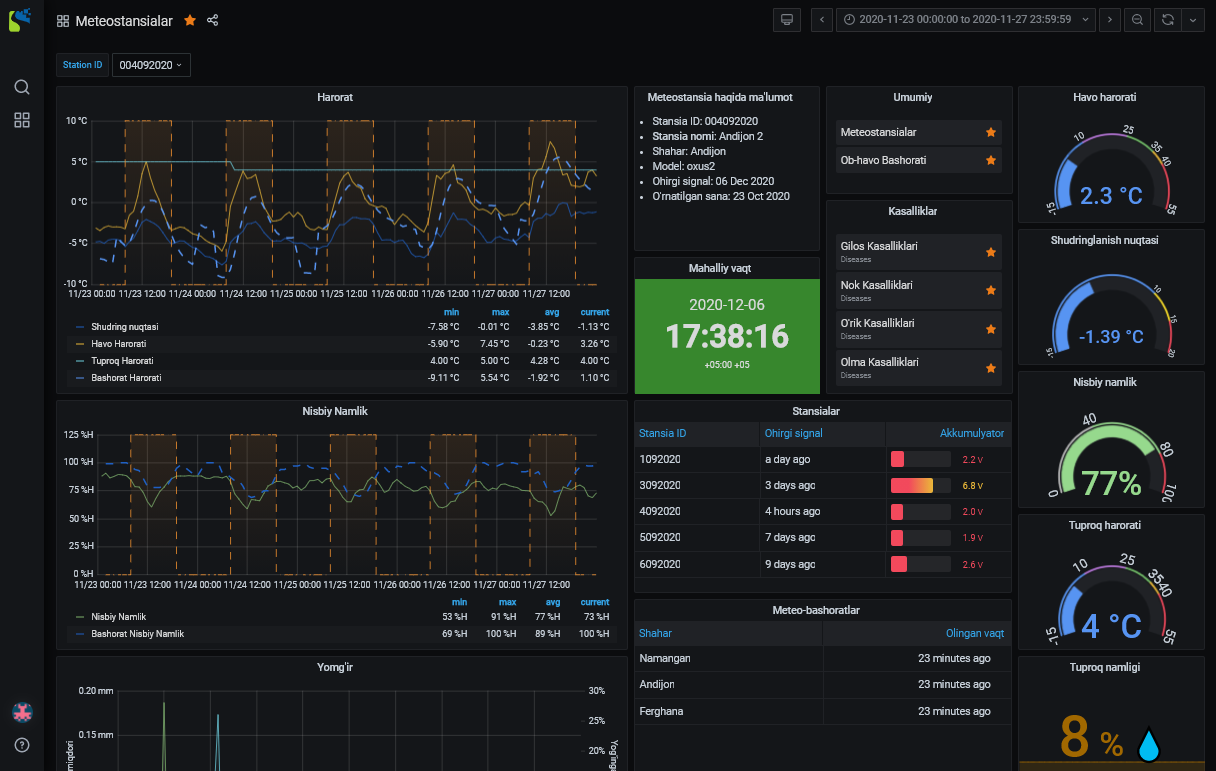 Meteostansialar
2020-11-23 00:00:00 to 2020-11-27 23:59:59
Station ID
004092020
Harorat
10 °C
5 °C
0 °C
-5 °C
-10 °C
11/23 00:00 11/23 12:00 11/24 00:00 11/24 12:00 11/25 00:00 11/25 12:00 11/26 00:00 11/26 12:00 11/27 00:00 11/27 12:00
min max avg current
Shudring nuqtasi -7.58 °C -0.01 °C -3.85 °C -1.13 °C
Havo Harorati -5.90 °C 7.45 °C -0.23 °C 3.26 °C
Tuproq Harorati 4.00 °C 5.00 °C 4.28 °C 4.00 °C
Bashorat Harorati -9.11 °C 5.54 °C -1.92 °C 1.10 °C
Nisbiy Namlik
125 %H
100 %H
75 %H
50 %H
25 %H
0 %H
11/23 00:00 11/23 12:00 11/24 00:00 11/24 12:00 11/25 00:00 11/25 12:00 11/26 00:00 11/26 12:00 11/27 00:00 11/27 12:00
min max avg current
Nisbiy Namlik 53 %H 91 %H 77 %H 73 %H
Bashorat Nisbiy Namlik 69 %H 100 %H 89 %H 100 %H
Yomg'ir
0.20 mm
0.15 mm
30%
25%
20%
Meteostansia haqida ma'lumot
• Stansia ID: 004092020
• Stansia nomi: Andijon 2
• Shahar: Andijon
• Model: oxus2
• Ohirgi signal: 06 Dec 2020
• O'rnatilgan sana: 23 Oct 2020
Mahalliy vaqt
2020-12-06
17:38:16
+05:00 +05
Umumiy
Meteostansialar
Ob-havo Bashorati
Kasalliklar
Gilos Kasalliklari
Diseases
Nok Kasalliklari
Diseases
O'rik Kasalliklari
Diseases
Olma Kasalliklari
Diseases
Stansialar
Stansia ID Ohirgi signal Akkumulyator
1092020 a day ago 2.2 V
3092020 3 days ago 6.8 V
4092020 4 hours ago 2.0 V
5092020 7 days ago 1.9 V
6092020 9 days ago 2.6 V
Meteo-bashoratlar
Shahar Olingan vaqt
Namangan 23 minutes ago
Andijon 23 minutes ago
Ferghana 23 minutes ago
Havo harorati
-15 10 25 35 40 55
2.3 °C
Shudringlanish nuqtasi
-15 10 15 20
-1.39 °C
Nisbiy namlik
0 40 80 100
77%
Tuproq harorati
-15 10 25 35 40 55
4 °C
Tuproq namligi
8 %